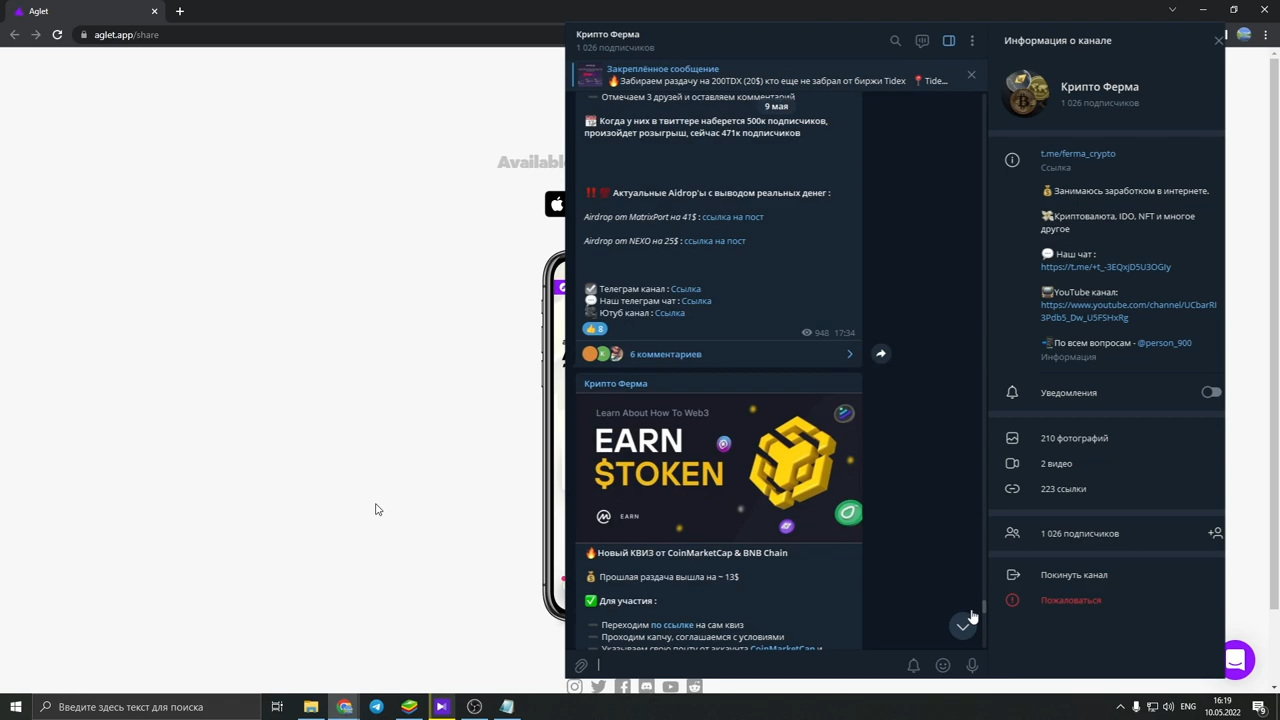 Aglet
aglet.app/share
Available
Крипто Ферма
1 026 подписчиков
Закреплённое сообщение
🔥Забираем раздачу на 200TDX (20$) кто еще не забрал от биржи Tidex 📍Tide...
➖ Отмечаем 3 друзей и оставляем комментарий
9 мая
📆 Когда у них в твиттере наберется 500к подписчиков,
произойдет розыгрыш, сейчас 471к подписчиков
‼️💯 Актуальные Aidrop'ы с выводом реальных денег :
Airdrop от MatrixPort на 41$ : ссылка на пост
Airdrop от NEXO на 25$ : ссылка на пост
Телеграм канал : Ссылка
💬 Наш телеграм чат : Ссылка
Ютуб канал : Ссылка
👍 8
948 17:34
6 комментариев
Крипто Ферма
Learn About How To Web3
EARN
$TOKEN
EARN
🔥Новый КВИЗ от CoinMarketCap & BNB Chain
💰 Прошлая раздача вышла на ~ 13$
✅ Для участия :
➖ Переходим по ссылке на сам квиз
➖ Проходим капчу, соглашаемся с условиями
➖ Указываем свою почту от аккаунта CoinMarketCap и
Информация о канале
Крипто Ферма
1 026 подписчиков
t.me/ferma_crypto
Ссылка
💰Занимаюсь заработком в интернете.
💸Криптовалюта, IDO, NFT и многое
другое
💬 Наш чат :
https://t.me/+t_-3EQxjD5U3OGIy
YouTube канал:
https://www.youtube.com/channel/UCbarRI
3Pdb5_Dw_U5FSHxRg
📲По всем вопросам - @person_900
Информация
Уведомления
210 фотографий
2 видео
223 ссылки
1 026 подписчиков
Покинуть канал
Пожаловаться
Введите здесь текст для поиска
ENG
16:19
10.05.2022